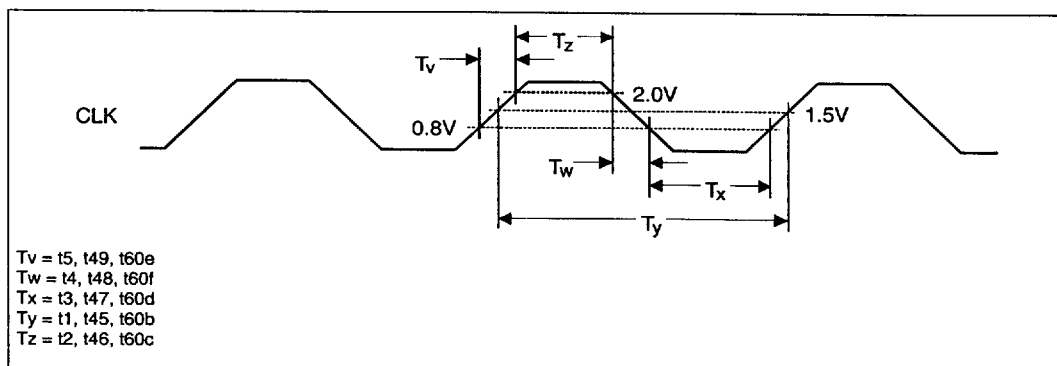 Tz
Tv
CLK
2.0V
0.8V
1.5V
Tw
Tx
Ty
Tv = t5, t49, t60e
Tw = t4, t48, t60f
Tx = t3, t47, t60d
Ty = t1, t45, t60b
Tz = t2, t46, t60c